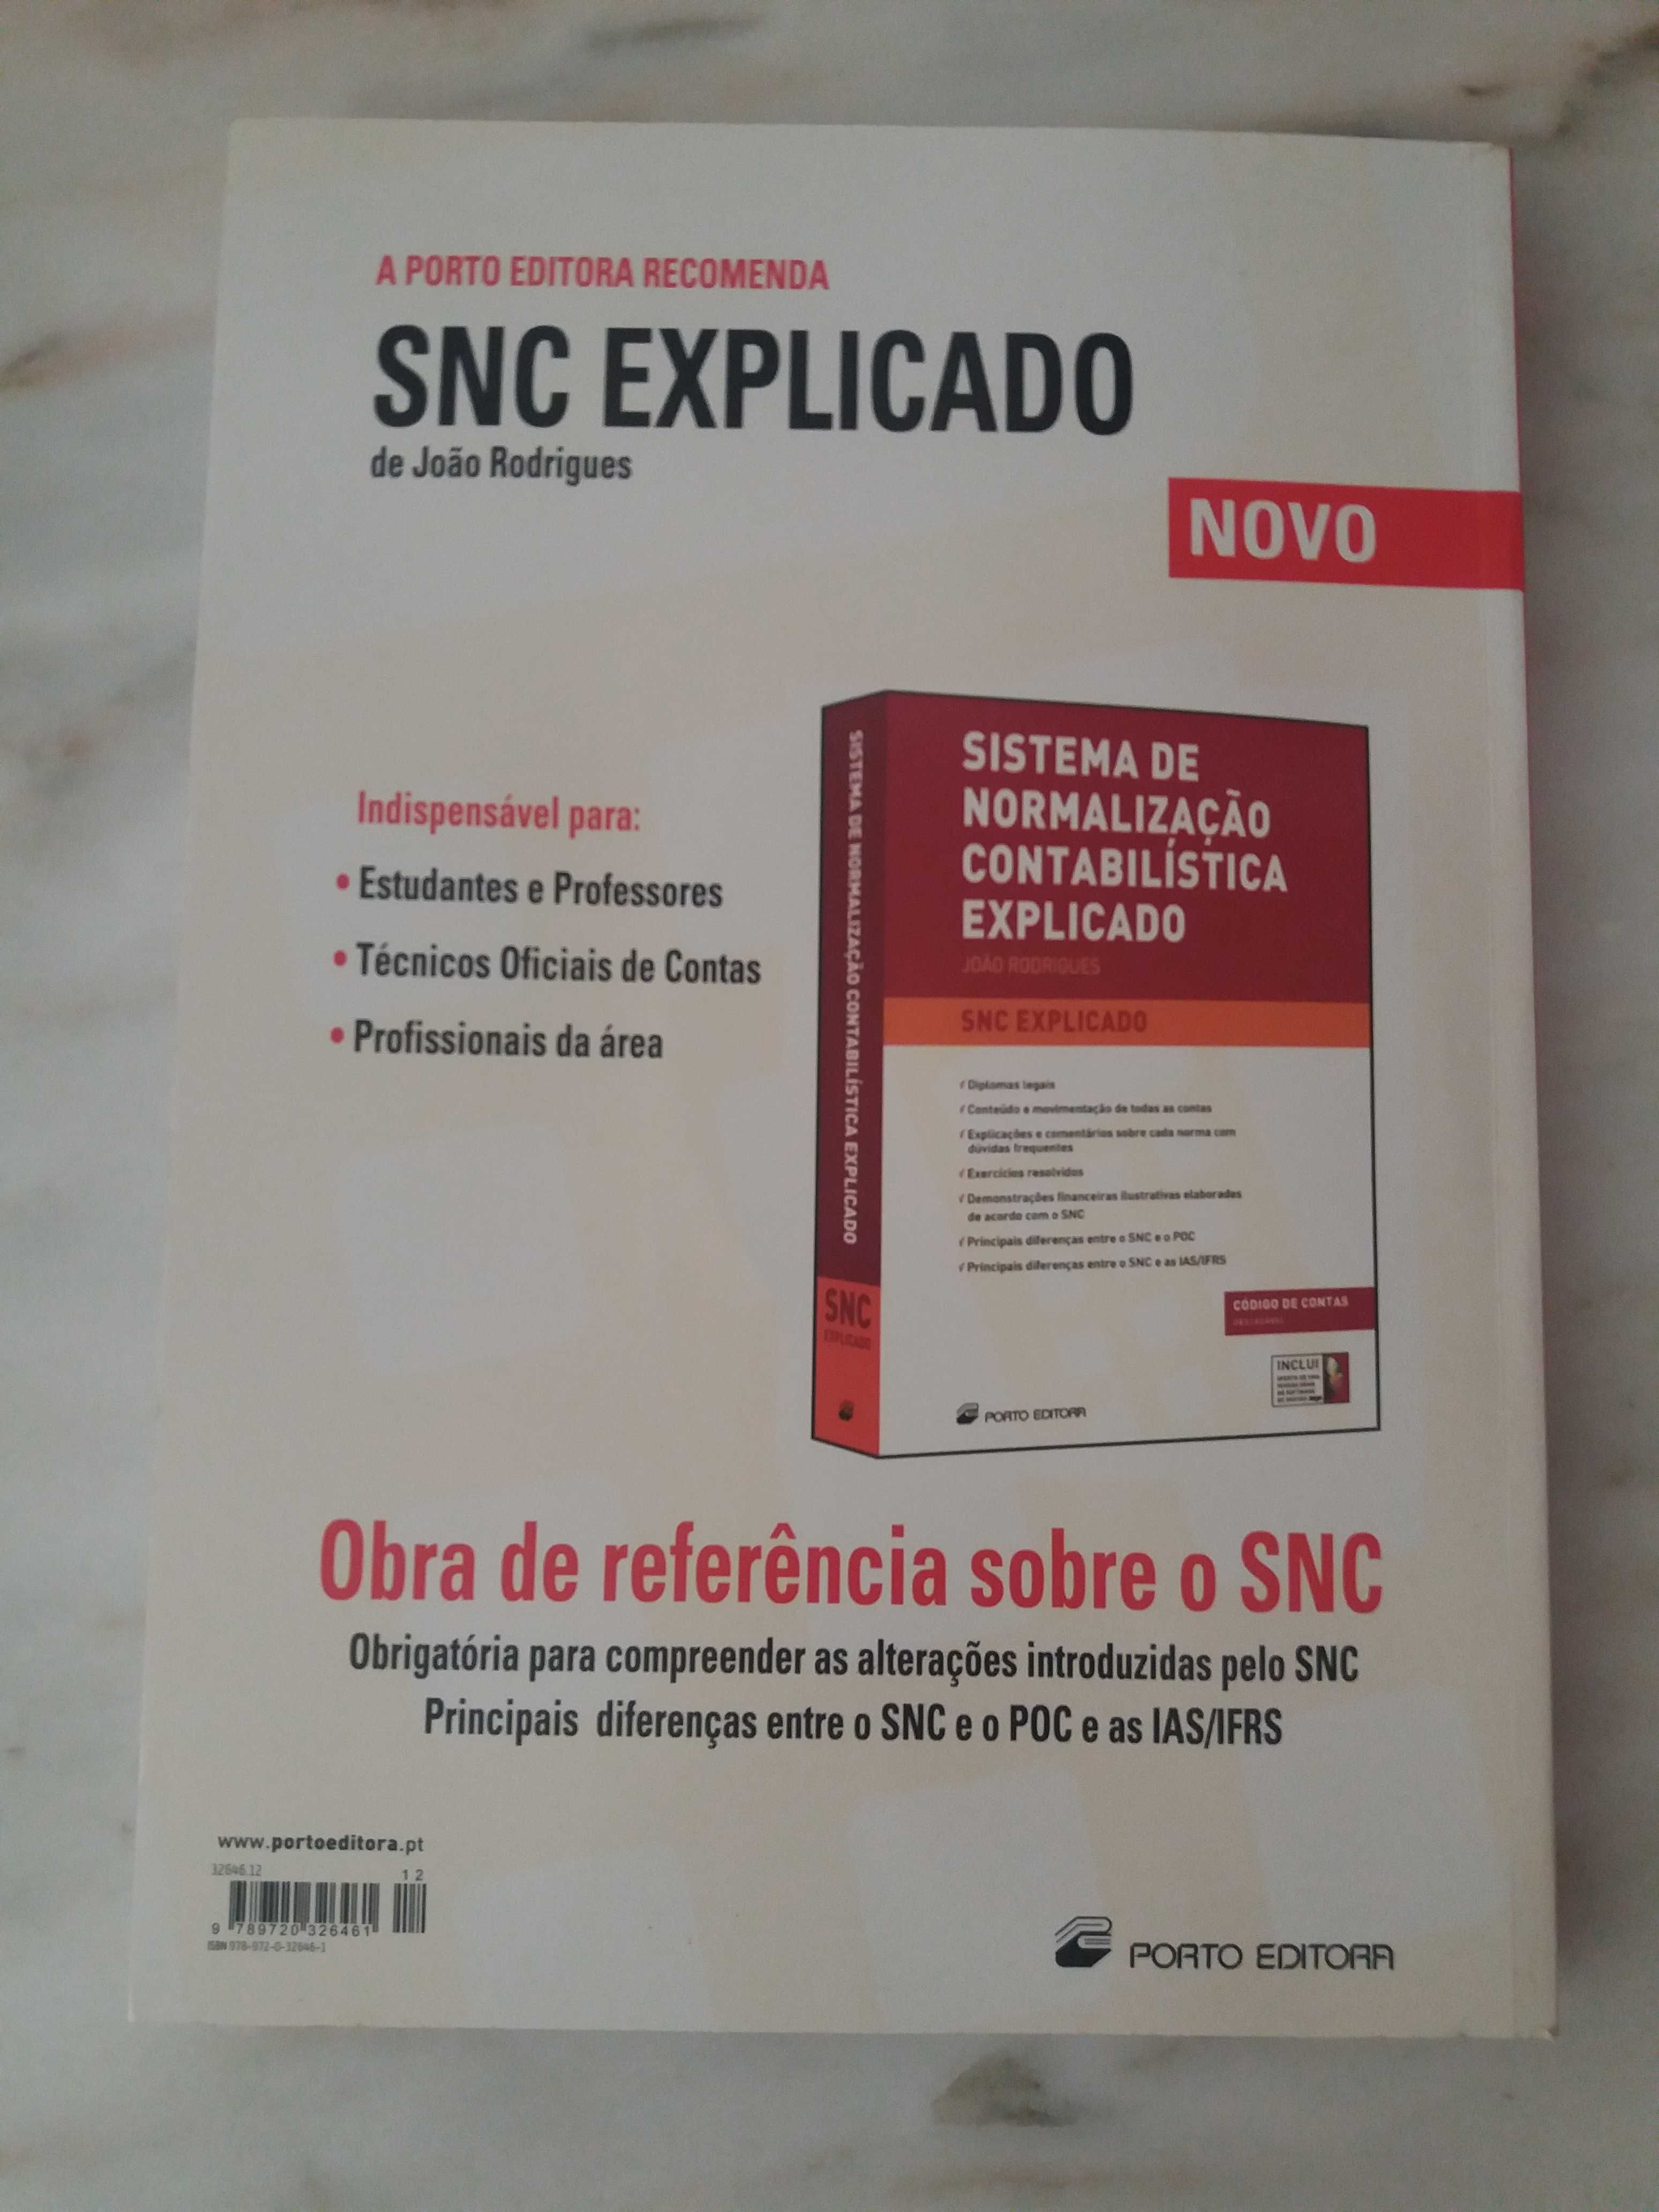 A PORTO EDITORA RECOMENDA
SNC EXPLICADO
de João Rodrigues
NOVO
Indispensável para:
• Estudantes e Professores
• Técnicos Oficiais de Contas
• Profissionais da área
SISTEMA DE NORMALIZAÇÃO CONTABILÍSTICA EXPLICADO
SNC
EXPLICADO
SISTEMA DE
NORMALIZAÇÃO
CONTABILÍSTICA
EXPLICADO
JOÃO RODRIGUES
SNC EXPLICADO
√ Diplomas legais
√ Conteúdo e movimentação de todas as contas
√ Explicações e comentários sobre cada norma com
dúvidas frequentes
√ Exercícios resolvidos
√ Demonstrações financeiras ilustrativas elaboradas
de acordo com o SNC
√ Principais diferenças entre o SNC e o POC
√ Principais diferenças entre o SNC e as IAS/IFRS
CÓDIGO DE CONTAS
INCLUI
PORTO EDITORA
Obra de referência sobre o SNC
Obrigatória para compreender as alterações introduzidas pelo SNC
Principais diferenças entre o SNC e o POC e as IAS/IFRS
www.portoeditora.pt
32646.12
12
9 789720 326461
ISBN 978-972-0-32646-1
PORTO EDITORA